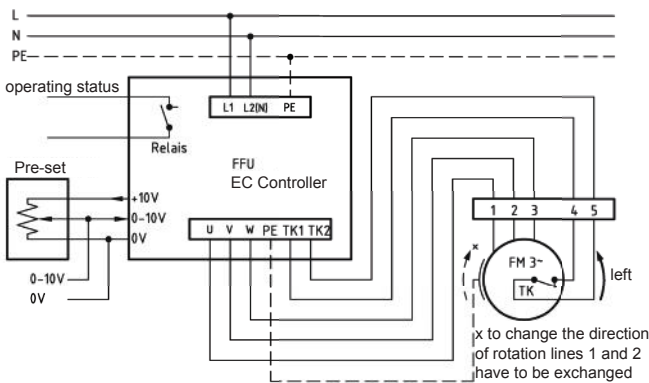 L
N
PE
operating status
L1 L2(N) PE
Relais
FFU
EC Controller
Pre-set
+10V
0-10V
0V
U V W PE TK1 TK2
1 2 3 4 5
x
FM 3~
TK
left
0-10V
0V
x to change the direction
of rotation lines 1 and 2
have to be exchanged